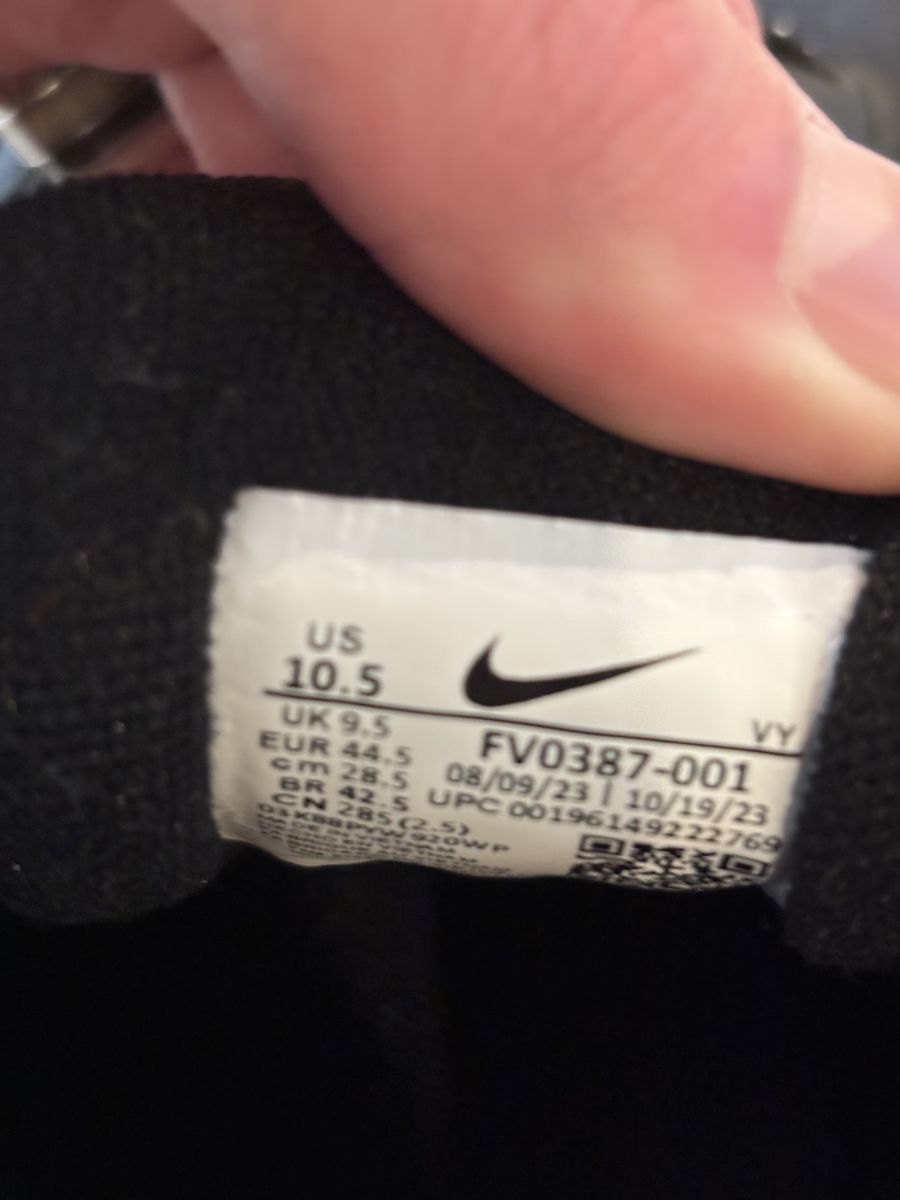 US
10.5
VY
UK 9.5
EUR 44.5
cm 28.5
BR 42.5
CN 285 (2.5)
FV0387-001
08/09/23 | 10/19/23
UPC 00196149222769